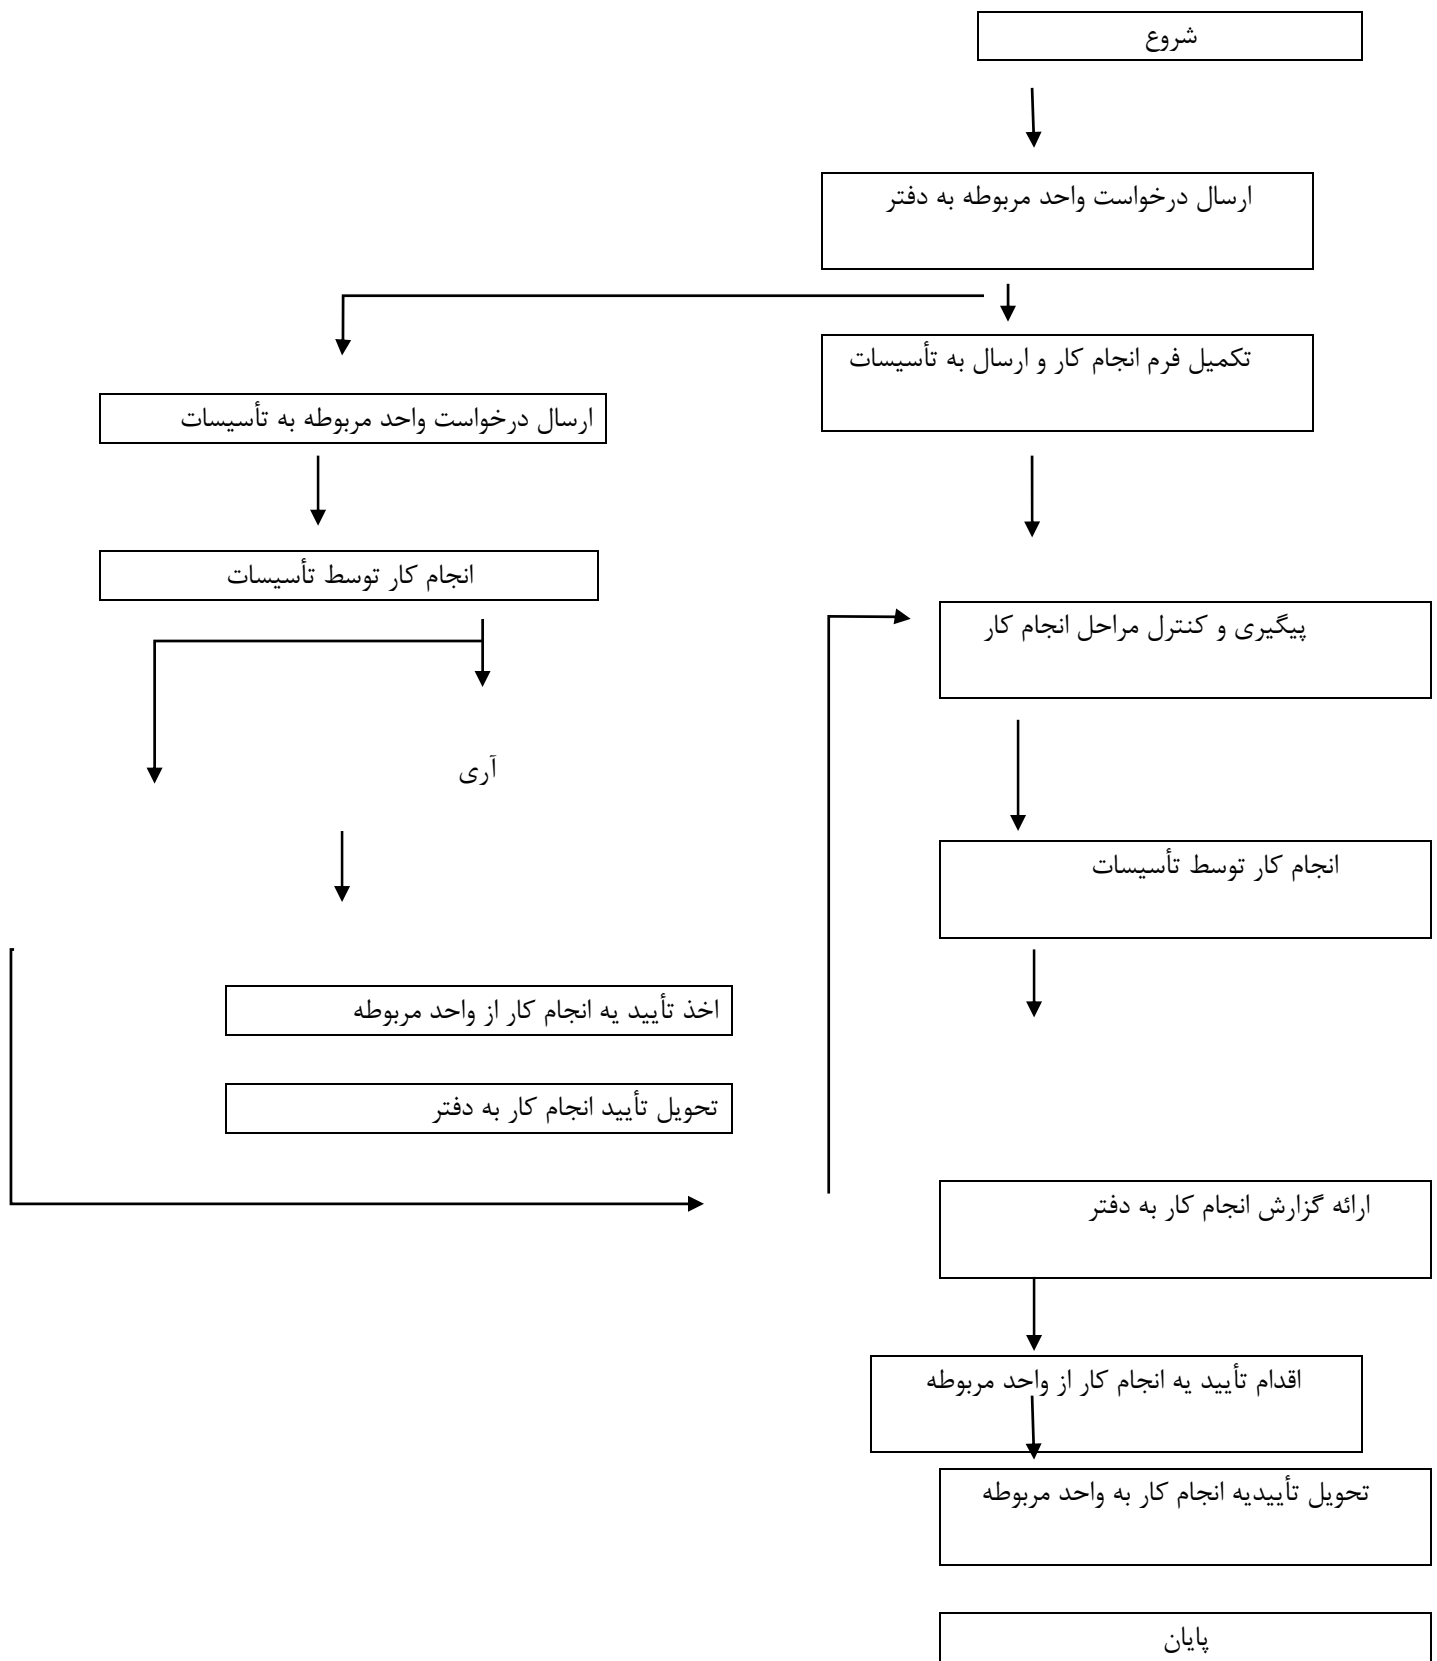 شروع
ارسال درخواست واحد مربوطه به دفتر
تکمیل فرم انجام کار و ارسال به تأسیسات
ارسال درخواست واحد مربوطه به تأسیسات
انجام کار توسط تأسیسات
پیگیری و کنترل مراحل انجام کار
آری
انجام کار توسط تأسیسات
اخذ تأیید یه انجام کار از واحد مربوطه
تحویل تأیید انجام کار به دفتر
ارائه گزارش انجام کار به دفتر
اقدام تأیید یه انجام کار از واحد مربوطه
تحویل تأییدیه انجام کار به واحد مربوطه
پایان